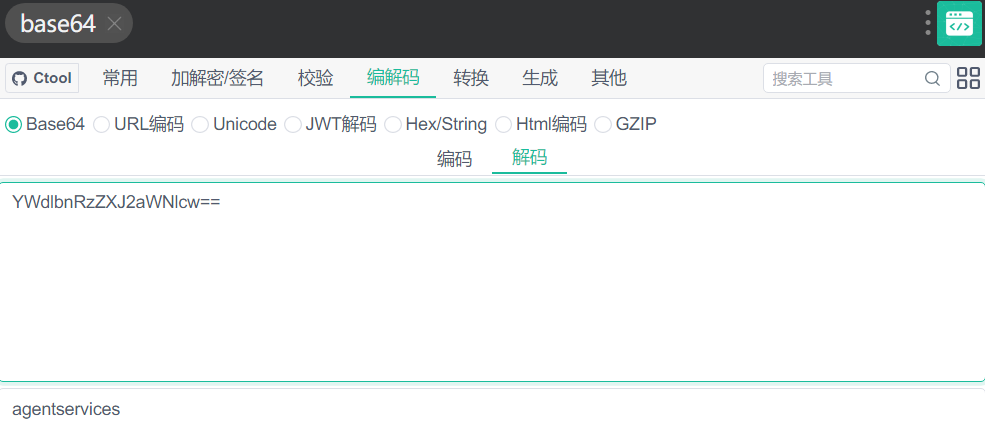 base64
Ctool 常用 加解密/签名 校验 编解码 转换 生成 其他 搜索工具
Base64 URL编码 Unicode JWT解码 Hex/String Html编码 GZIP
编码 解码
YWdlbnRzZXJ2aWNlcw==
agentservices